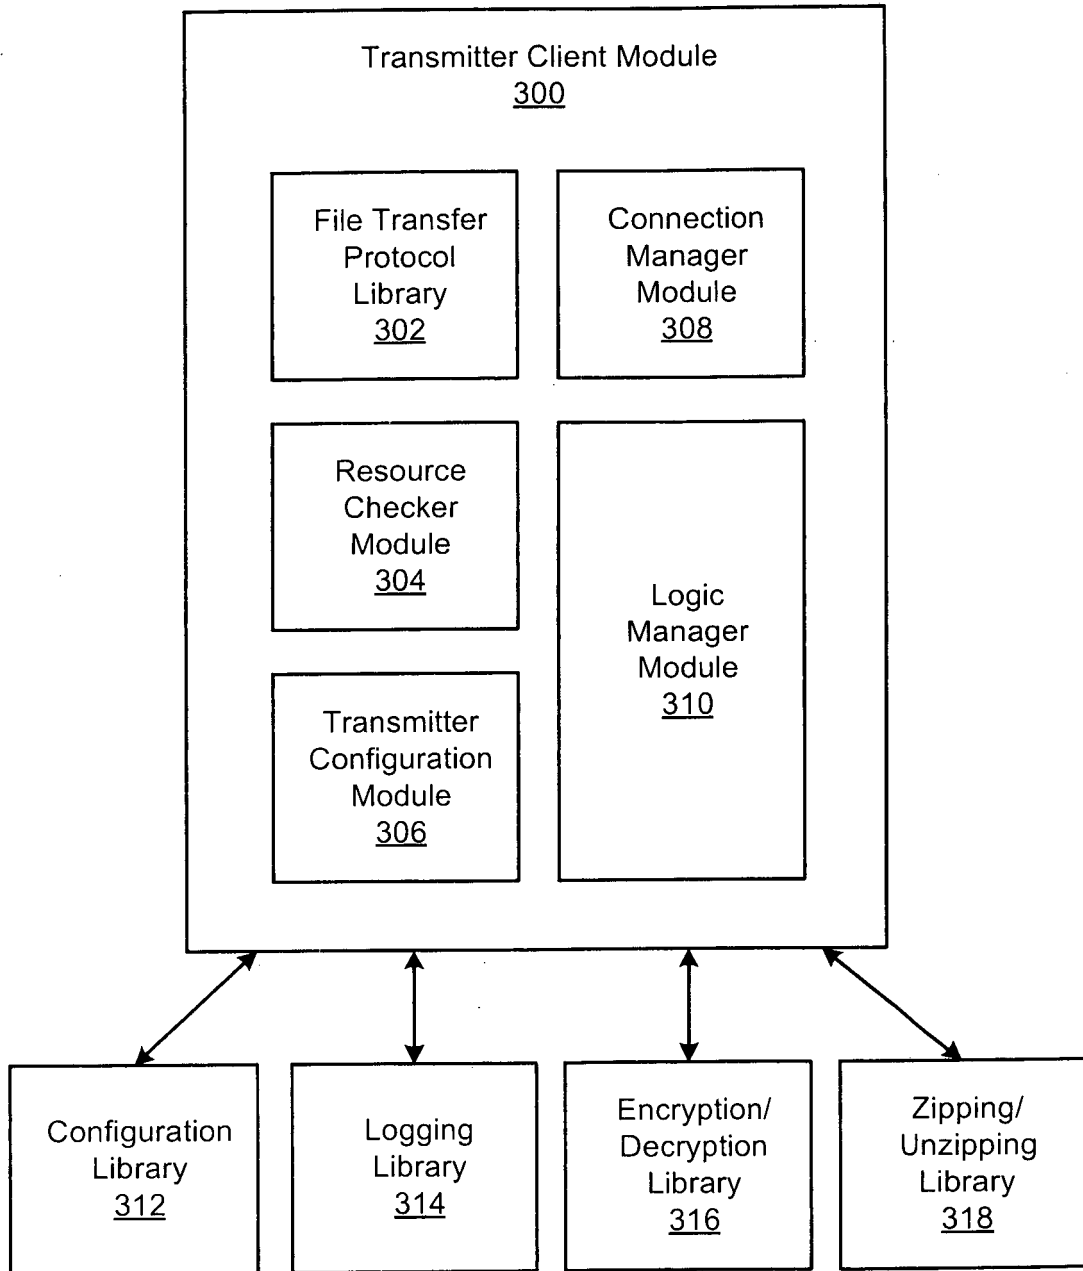 Transmitter Client Module
300
File Transfer
Protocol
Library
302
Connection
Manager
Module
308
Resource
Checker
Module
304
Logic
Manager
Module
310
Transmitter
Configuration
Module
306
Configuration
Library
312
Logging
Library
314
Encryption/
Decryption
Library
316
Zipping/
Unzipping
Library
318